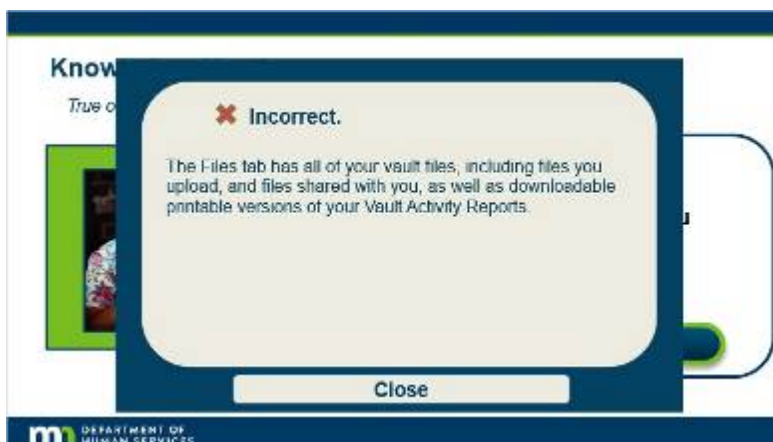 Know
True o
Incorrect.
The Files tab has all of your vault files, including files you
upload, and files shared with you, as well as downloadable
printable versions of your Vault Activity Reports.
u
Close
DEPARTMENT OF
HUMAN SERVICES